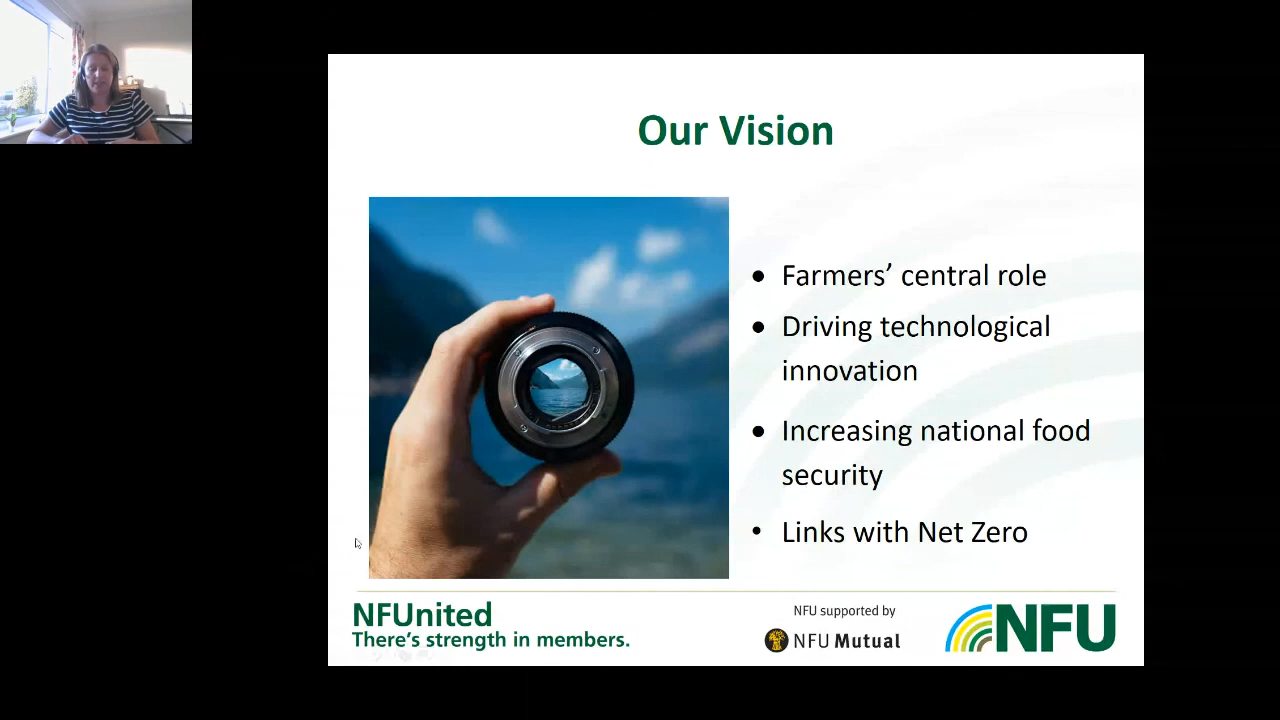 Our Vision
• Farmers’ central role
• Driving technological
innovation
• Increasing national food
security
• Links with Net Zero
NFUnited
There’s strength in members.
NFU supported by
NFU Mutual
NFU